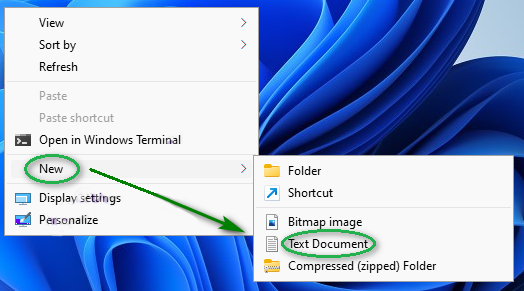 View
Sort by
Refresh
Paste
Paste shortcut
Open in Windows Terminal
New
Display settings
Personalize
Folder
Shortcut
Bitmap image
Text Document
Compressed (zipped) Folder